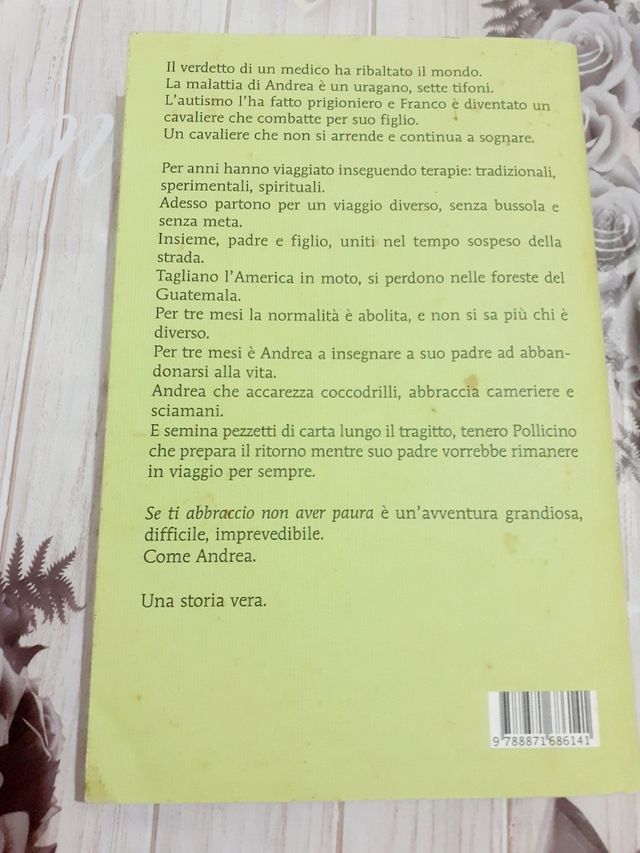 Il verdetto di un medico ha ribaltato il mondo.
La malattia di Andrea è un uragano, sette tifoni.
L'autismo l'ha fatto prigioniero e Franco è diventato un
cavaliere che combatte per suo figlio.
Un cavaliere che non si arrende e continua a sognare.
Per anni hanno viaggiato inseguendo terapie: tradizionali,
sperimentali, spirituali.
Adesso partono per un viaggio diverso, senza bussola e
senza meta.
Insieme, padre e figlio, uniti nel tempo sospeso della
strada.
Tagliano l'America in moto, si perdono nelle foreste del
Guatemala.
Per tre mesi la normalità è abolita, e non si sa più chi è
diverso.
Per tre mesi è Andrea a insegnare a suo padre ad abban-
donarsi alla vita.
Andrea che accarezza coccodrilli, abbraccia cameriere e
sciamani.
E semina pezzetti di carta lungo il tragitto, tenero Pollicino
che prepara il ritorno mentre suo padre vorrebbe rimanere
in viaggio per sempre.
Se ti abbraccio non aver paura è un'avventura grandiosa,
difficile, imprevedibile.
Come Andrea.
Una storia vera.
9 788871 686141